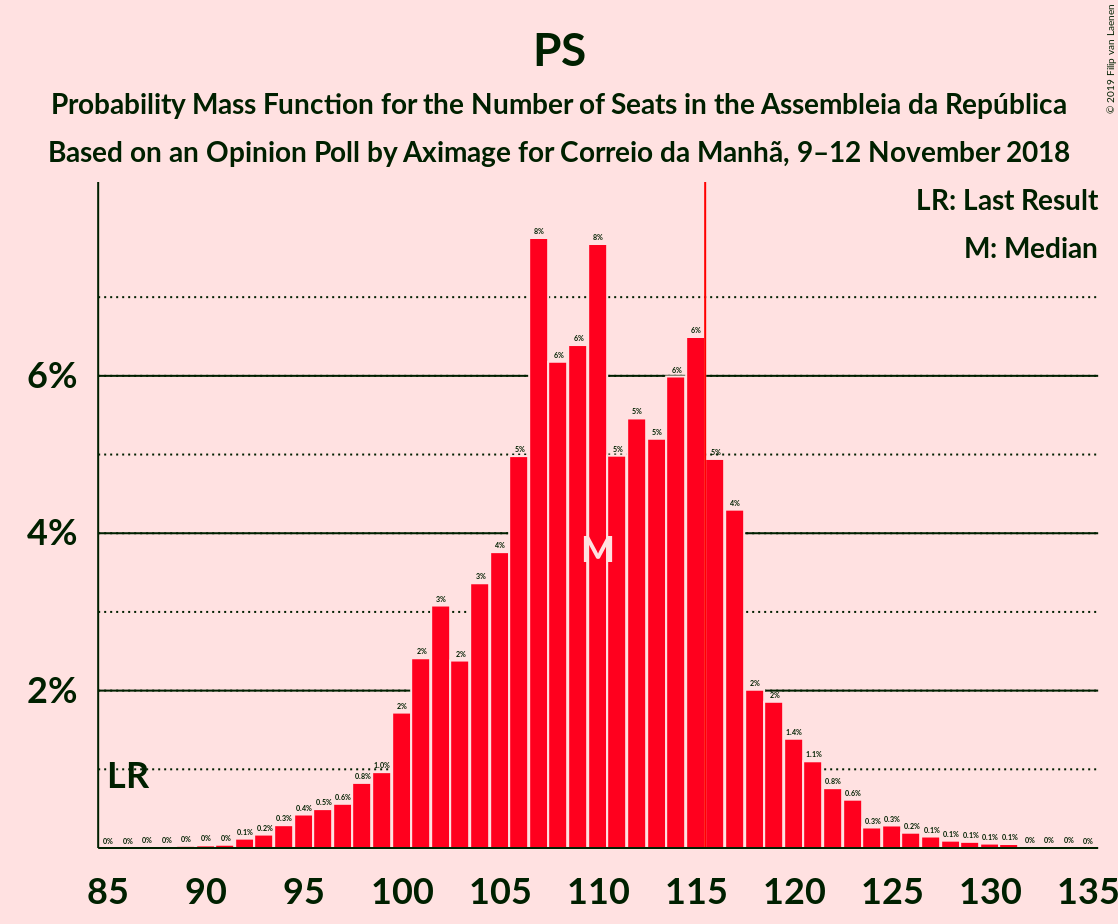 PS
Probability Mass Function for the Number of Seats in the Assembleia da República
Based on an Opinion Poll by Aximage for Correio da Manhã, 9–12 November 2018
© 2019 Filip van Laenen
LR: Last Result
M: Median
6%
4%
2%
LR
M
0% 0% 0% 0% 0% 0% 0% 0.1% 0.2% 0.3% 0.4% 0.5% 0.6% 0.8% 1.0% 2% 2% 3% 2% 3% 4% 5% 8% 6% 6% 8% 5% 5% 5% 6% 6% 5% 4% 2% 2% 1.4% 1.1% 0.8% 0.6% 0.3% 0.3% 0.2% 0.1% 0.1% 0.1% 0.1% 0.1% 0% 0% 0% 0%
85 90 95 100 105 110 115 120 125 130 135